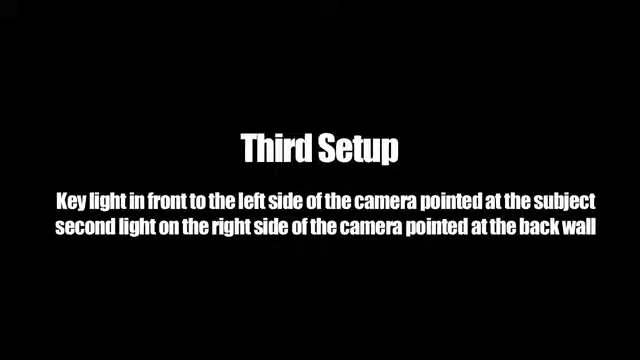 Third Setup
Key light in front to the left side of the camera pointed at the subject
second light on the right side of the camera pointed at the back wall